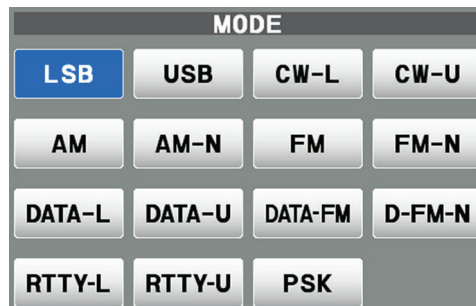 MODE
LSB USB CW-L CW-U
AM AM-N FM FM-N
DATA-L DATA-U DATA-FM D-FM-N
RTTY-L RTTY-U PSK